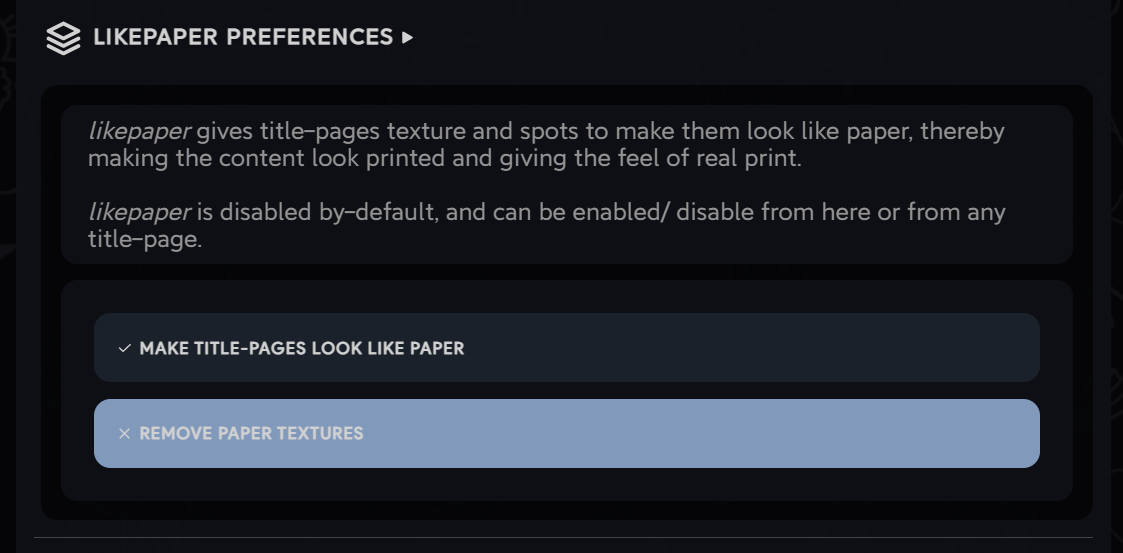 LIKEPAPER PREFERENCES ▸
likepaper gives title-pages texture and spots to make them look like paper, thereby
making the content look printed and giving the feel of real print.
likepaper is disabled by-default, and can be enabled/ disable from here or from any
title-page.
✓ MAKE TITLE-PAGES LOOK LIKE PAPER
× REMOVE PAPER TEXTURES